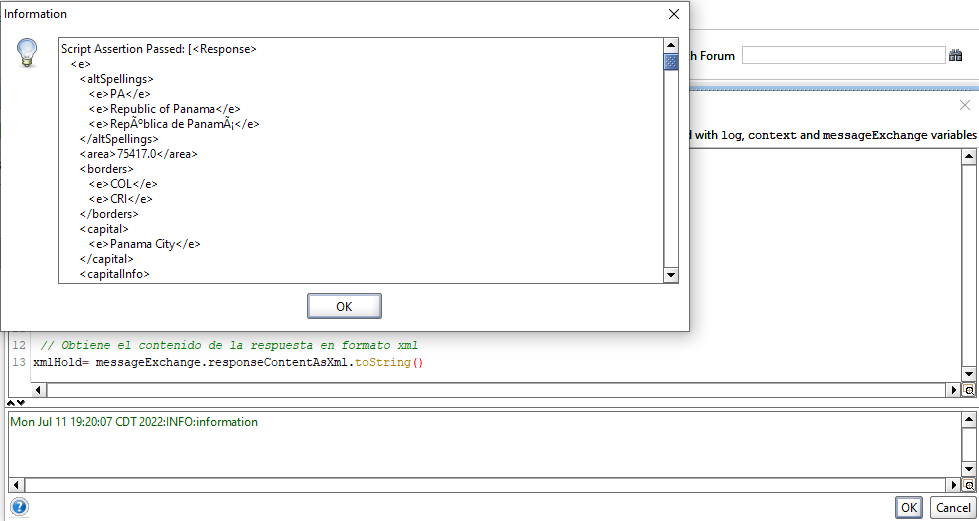 Information
Script Assertion Passed: [<Response>
<e>
<altSpellings>
<e>PA</e>
<e>Republic of Panama</e>
<e>RepÃºblica de PanamÃ¡</e>
</altSpellings>
<area>75417.0</area>
<borders>
<e>COL</e>
<e>CRI</e>
</borders>
<capital>
<e>Panama City</e>
</capital>
<capitalInfo>
OK
Forum
with log, context and messageExchange variables
12 // Obtiene el contenido de la respuesta en formato xml
13 xmlHold= messageExchange.responseContentAsXml.toString()
Mon Jul 11 19:20:07 CDT 2022:INFO:information
OK Cancel